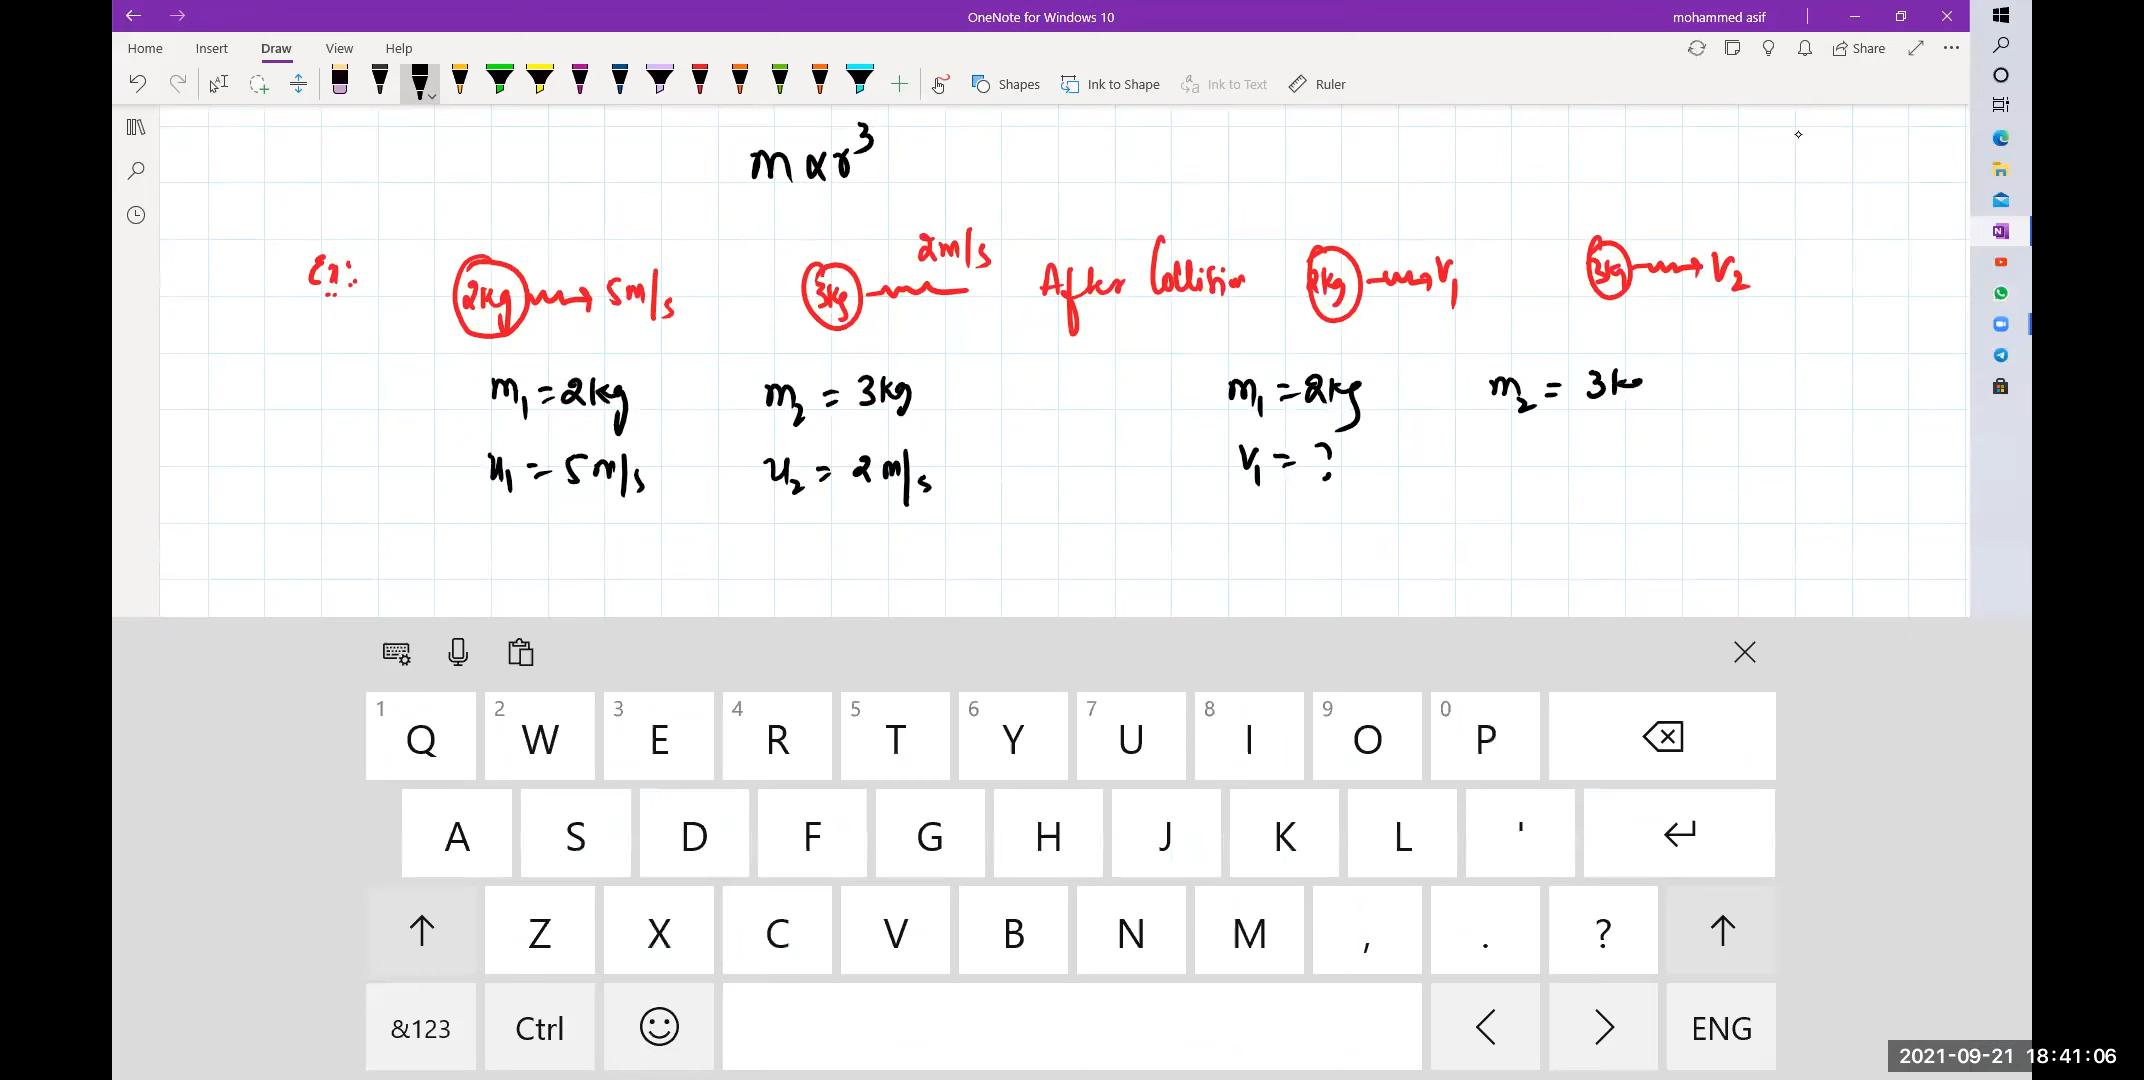 OneNote for Windows 10
mohammed asif
Home Insert Draw View Help
Share
Shapes Ink to Shape Ink to Text Ruler
m ∝ r³
Ex: 2kg → 5m/s 3kg 2m/s After Collision 2kg → V₁ 3kg → V₂
m₁ = 2kg m₂ = 3kg m₁ = 2kg m₂ = 3k
u₁ = 5 m/s u₂ = 2 m/s V₁ = ?
1 2 3 4 5 6 7 8 9 0
Q W E R T Y U I O P
A S D F G H J K L '
Z X C V B N M , . ?
&123 Ctrl < > ENG
2021-09-21 18:41:06